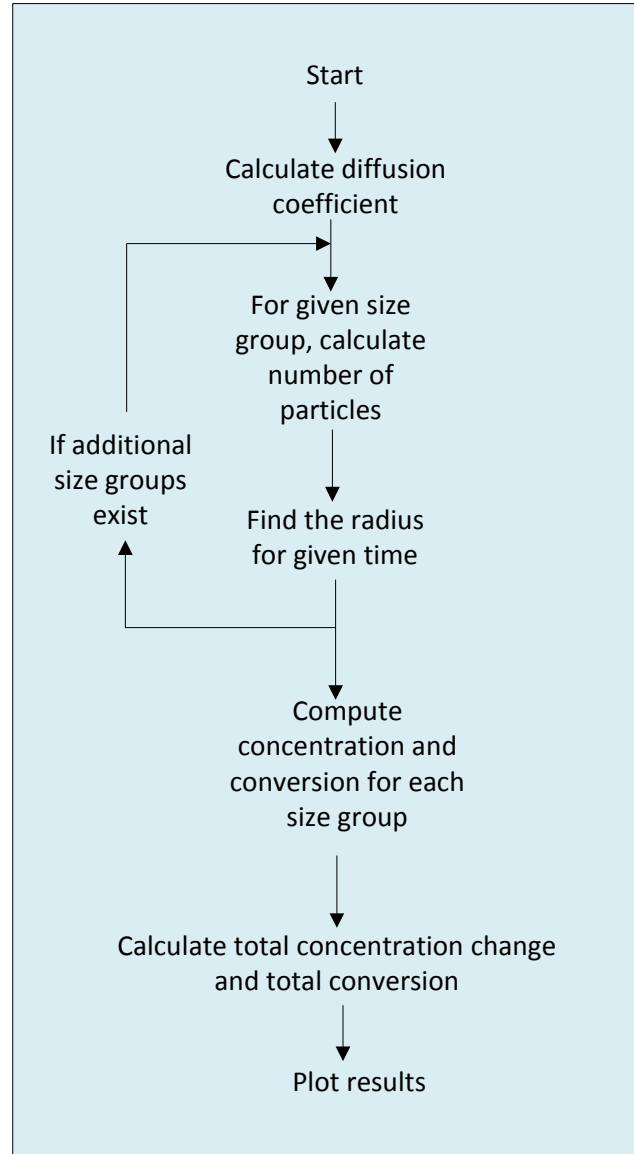 Start
Calculate diffusion
coefficient
For given size
group, calculate
number of
particles
If additional
size groups
exist
Find the radius
for given time
Compute
concentration and
conversion for each
size group
Calculate total concentration change
and total conversion
Plot results